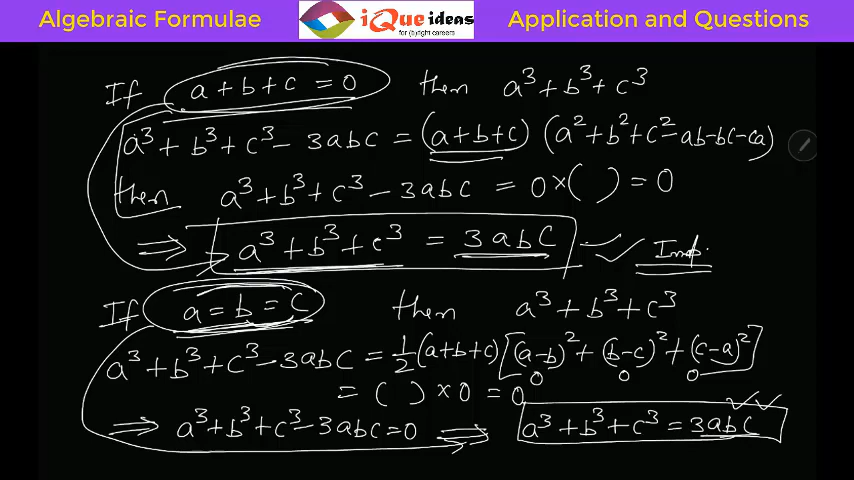 Algebraic Formulae
iQue ideas
for (b)right careers
Application and Questions
If a+b+c = 0 then a³+b³+c³
a³+b³+c³-3abc = (a+b+c) (a²+b²+c²-ab-bc-ca)
then a³+b³+c³-3abc = 0×( ) = 0
⇒ a³+b³+c³ = 3abc Imp.
If a=b=c then a³+b³+c³
a³+b³+c³-3abc = 1/2 (a+b+c) [(a-b)²+(b-c)²+(c-a)²]
0 0 0
= ( ) × 0 = 0
⇒ a³+b³+c³-3abc=0 ⇒ a³+b³+c³=3abc